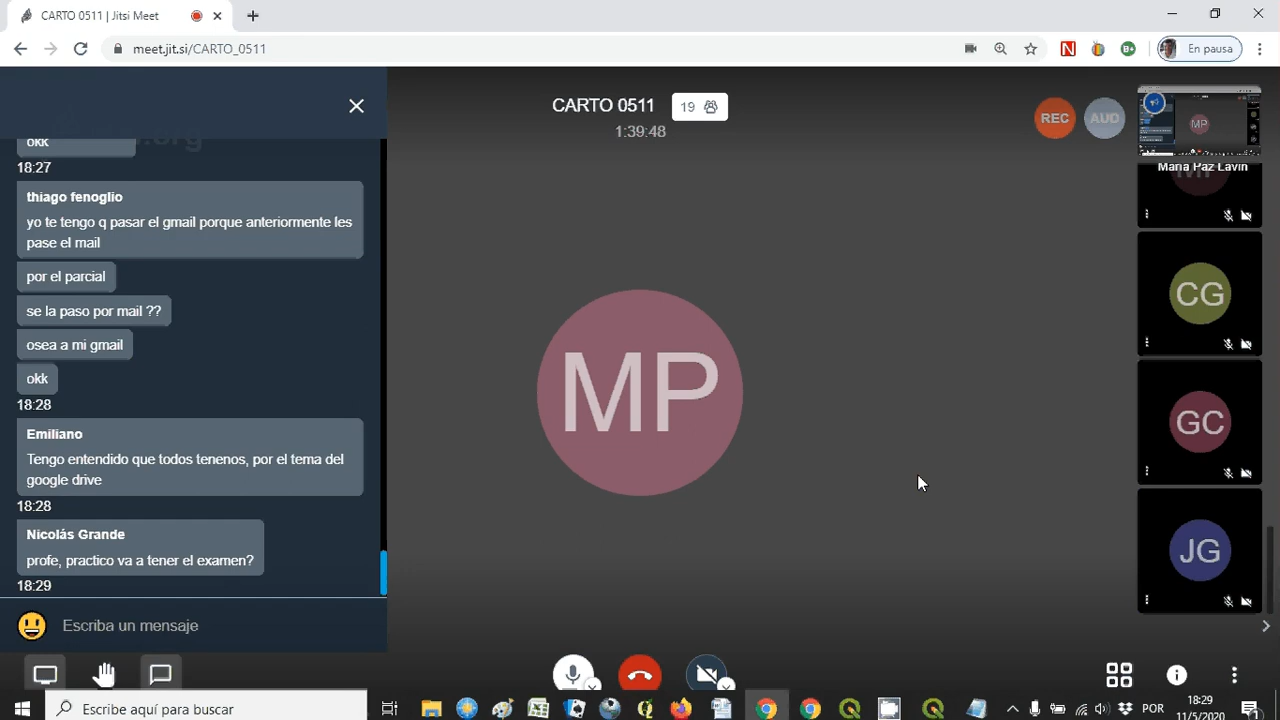 CARTO 0511 | Jitsi Meet
meet.jit.si/CARTO_0511
N
B+
En pausa
CARTO 0511
19
1:39:48
REC
AUD
MP
María Paz Lavin
.org
okk
18:27
thiago fenoglio
yo te tengo q pasar el gmail porque anteriormente les
pase el mail
por el parcial
se la paso por mail ??
osea a mi gmail
okk
18:28
Emiliano
Tengo entendido que todos tenenos, por el tema del
google drive
18:28
Nicolás Grande
profe, practico va a tener el examen?
18:29
Escriba un mensaje
MP
CG
GC
JG
Escribe aquí para buscar
POR
18:29
11/5/2020
1